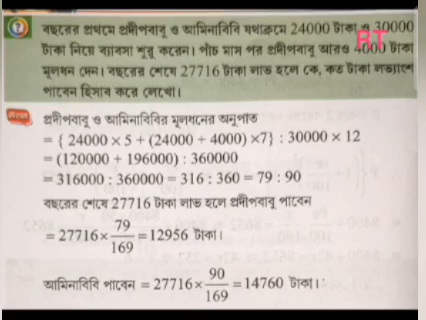 বছরের প্রথমে প্রদীপবাবু ও আমিনাবিবি যথাক্রমে 24000 টাকা ও 30000
টাকা নিয়ে ব্যাবসা শুরু করেন। পাঁচ মাস পর প্রদীপবাবু আরও 4000 টাকা
মূলধন দেন। বছরের শেষে 27716 টাকা লাভ হলে কে, কত টাকা লভ্যাংশ
পাবেন হিসাব করে লেখো।
RT
প্রদীপবাবু ও আমিনাবিবির মূলধনের অনুপাত
= { 24000 × 5 + (24000 + 4000) ×7} : 30000 × 12
= (120000 + 196000) : 360000
= 316000 : 360000 = 316 : 360 = 79 : 90
বছরের শেষে 27716 টাকা লাভ হলে প্রদীপবাবু পাবেন
= 27716× 79/169 = 12956 টাকা।
আমিনাবিবি পাবেন = 27716× 90/169 = 14760 টাকা।